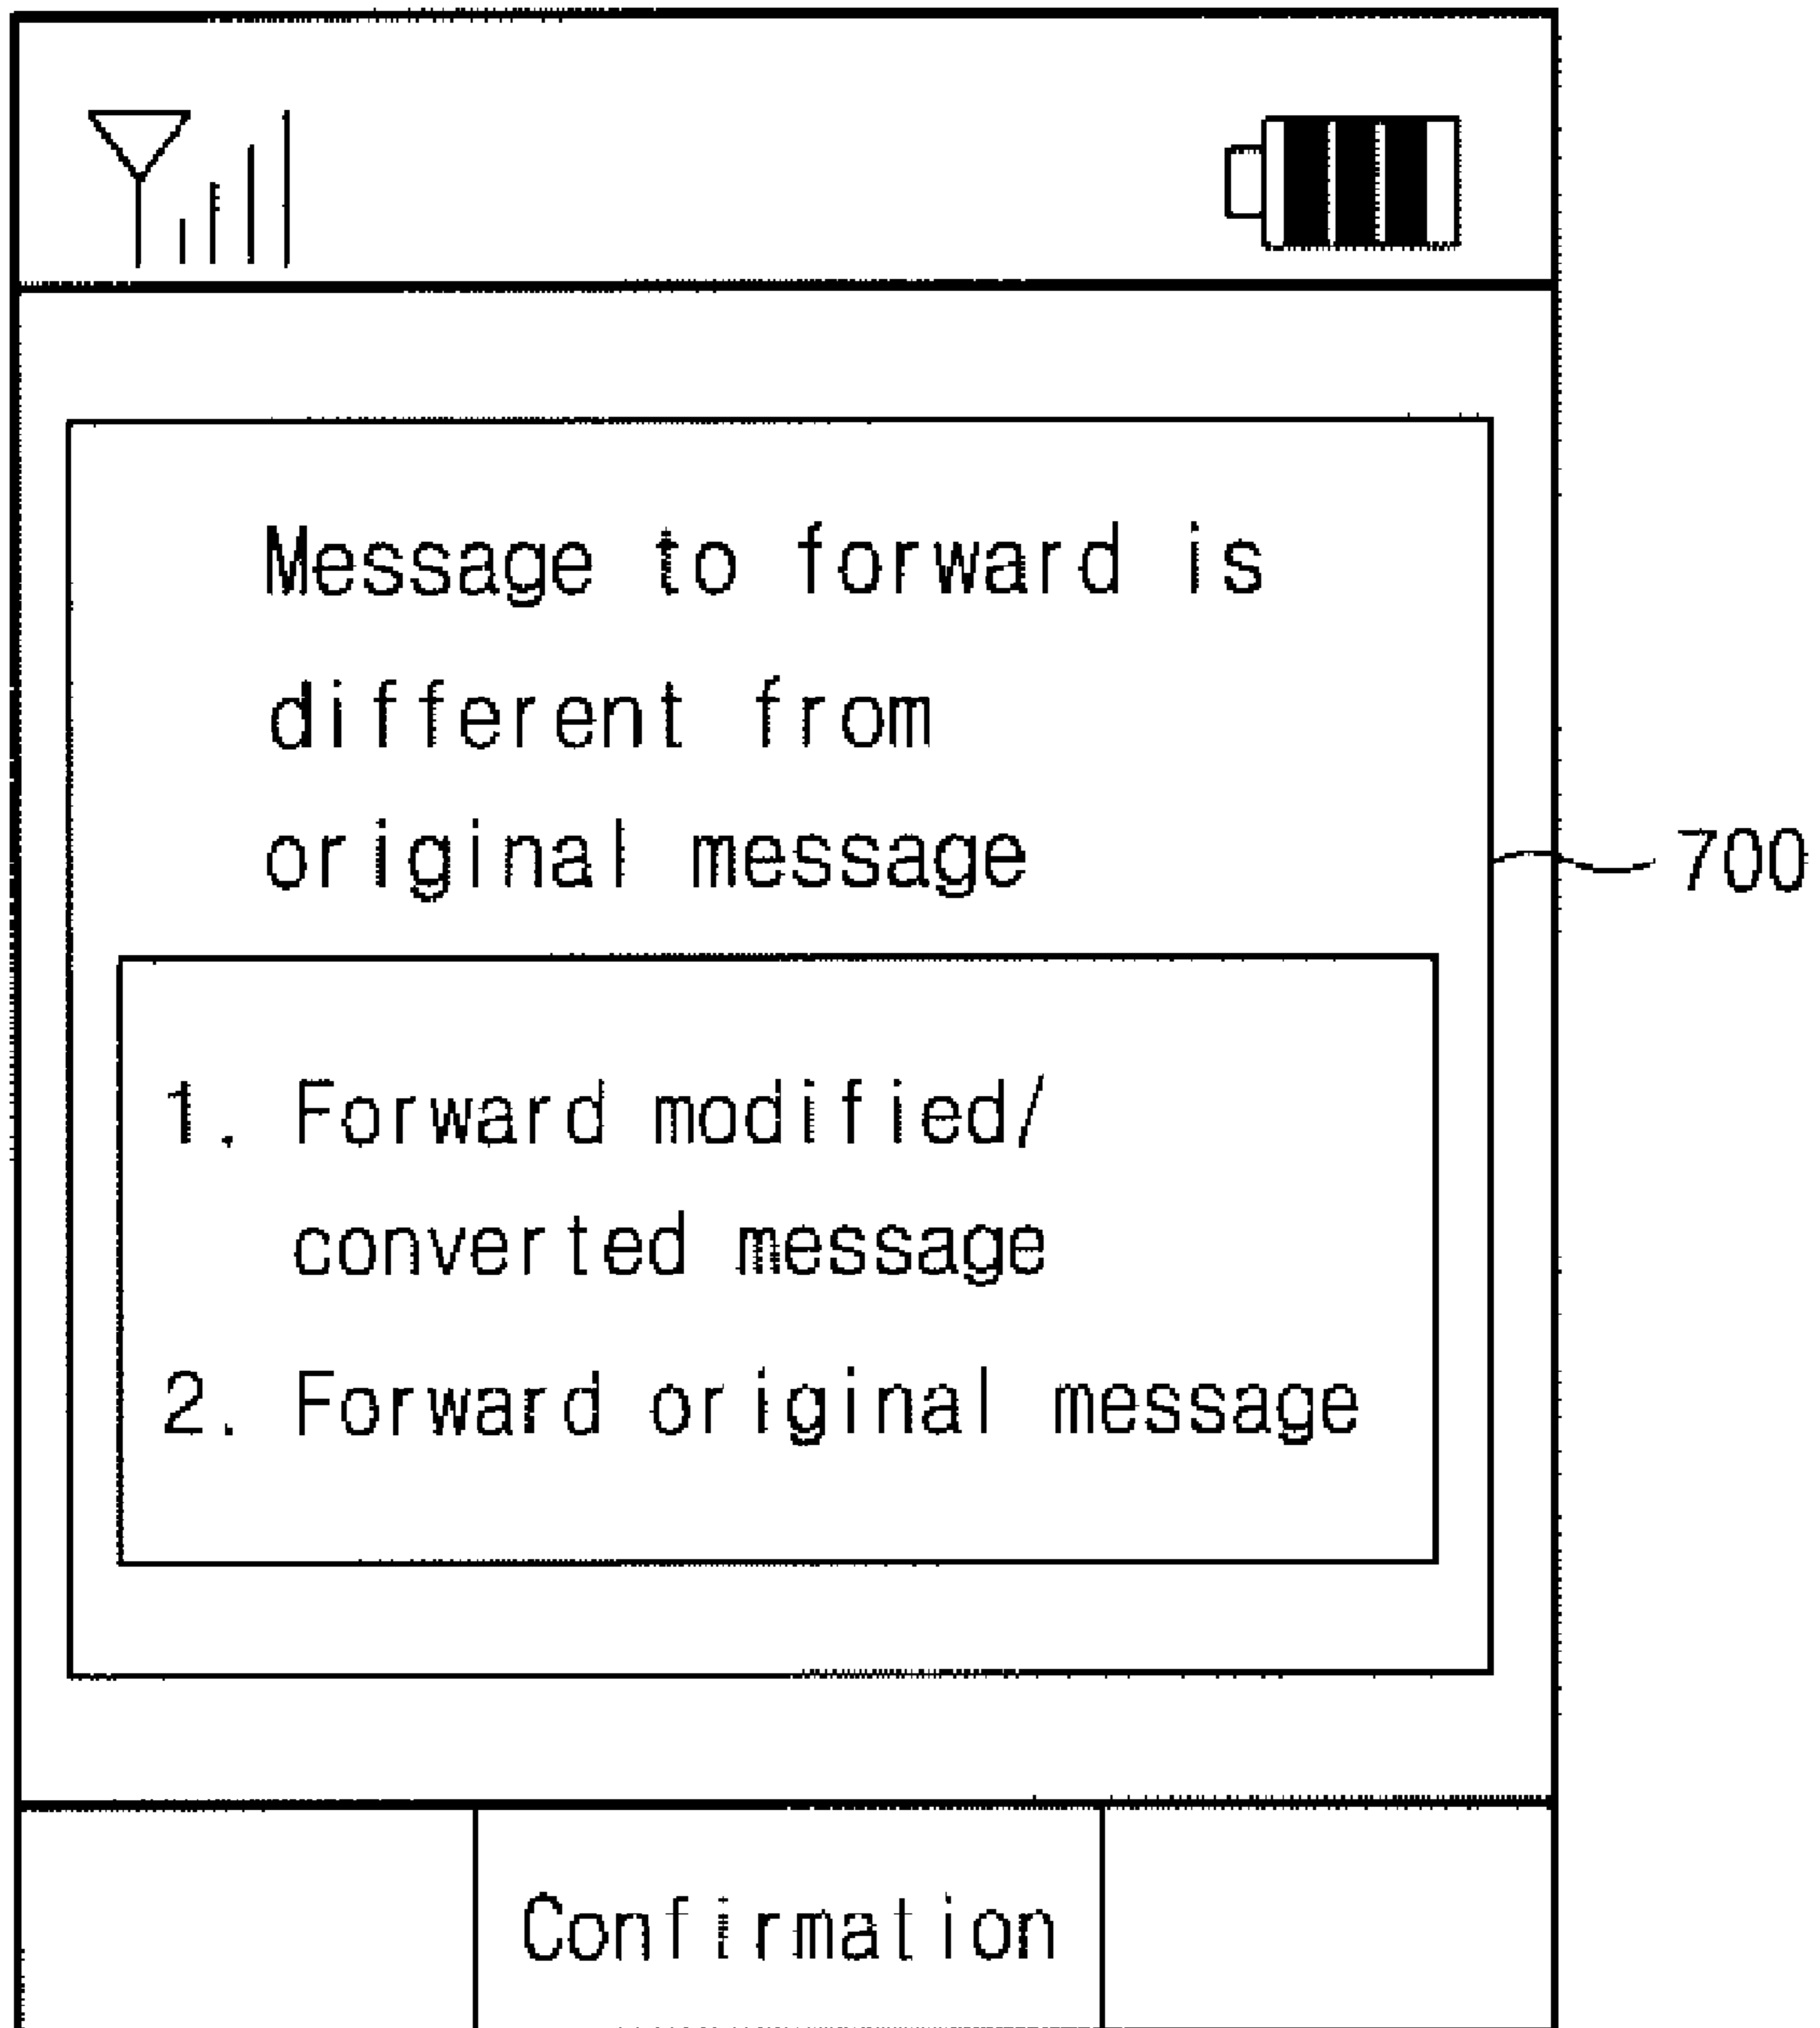 Message to forward is
different from
original message
700
1. Forward modified/
converted message
2. Forward original message
Confirmation